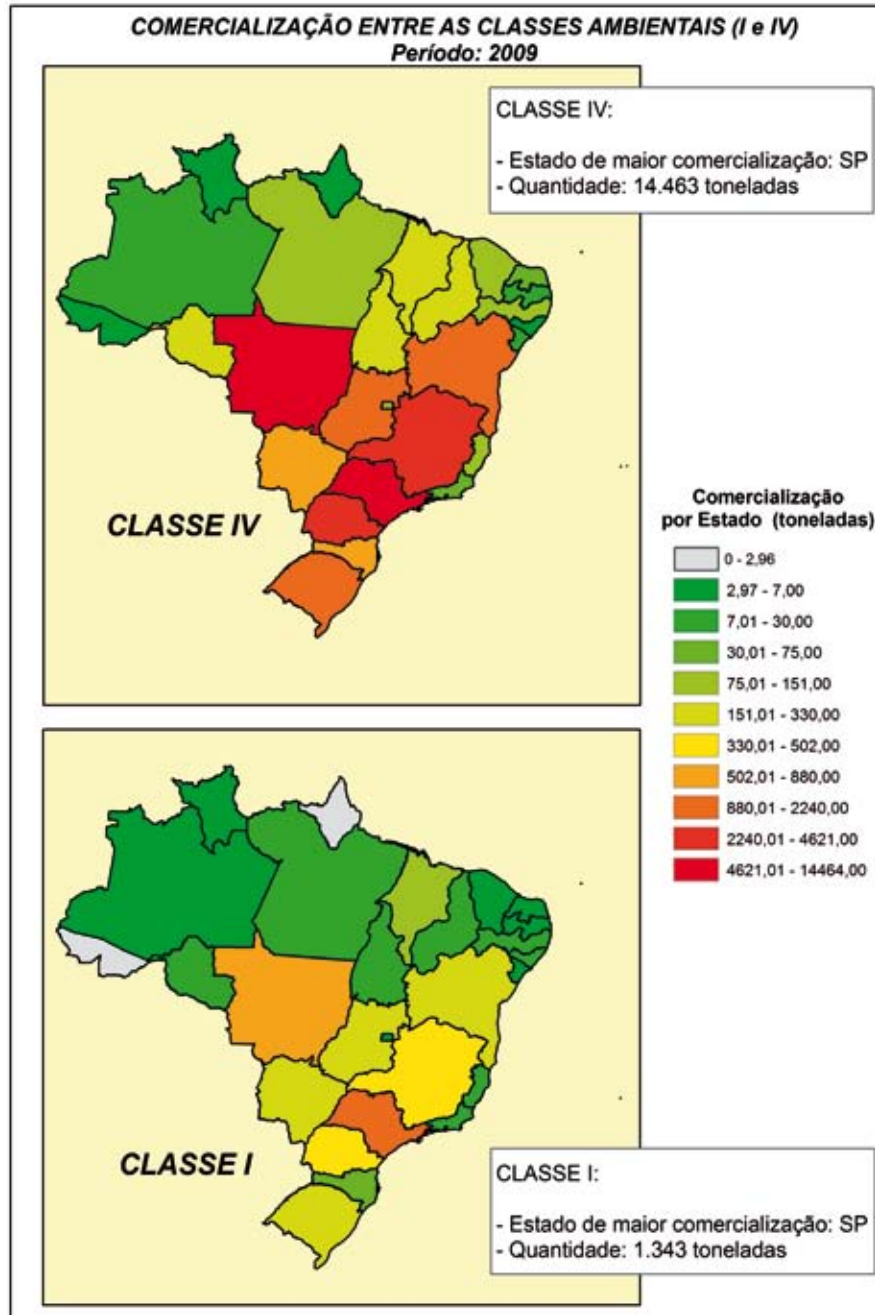 COMERCIALIZAÇÃO ENTRE AS CLASSES AMBIENTAIS (I e IV)
Período: 2009
CLASSE IV:
- Estado de maior comercialização: SP
- Quantidade: 14.463 toneladas
CLASSE IV
Comercialização
por Estado (toneladas)
0 - 2,96
2,97 - 7,00
7,01 - 30,00
30,01 - 75,00
75,01 - 151,00
151,01 - 330,00
330,01 - 502,00
502,01 - 880,00
880,01 - 2240,00
2240,01 - 4621,00
4621,01 - 14464,00
CLASSE I
CLASSE I:
- Estado de maior comercialização: SP
- Quantidade: 1.343 toneladas